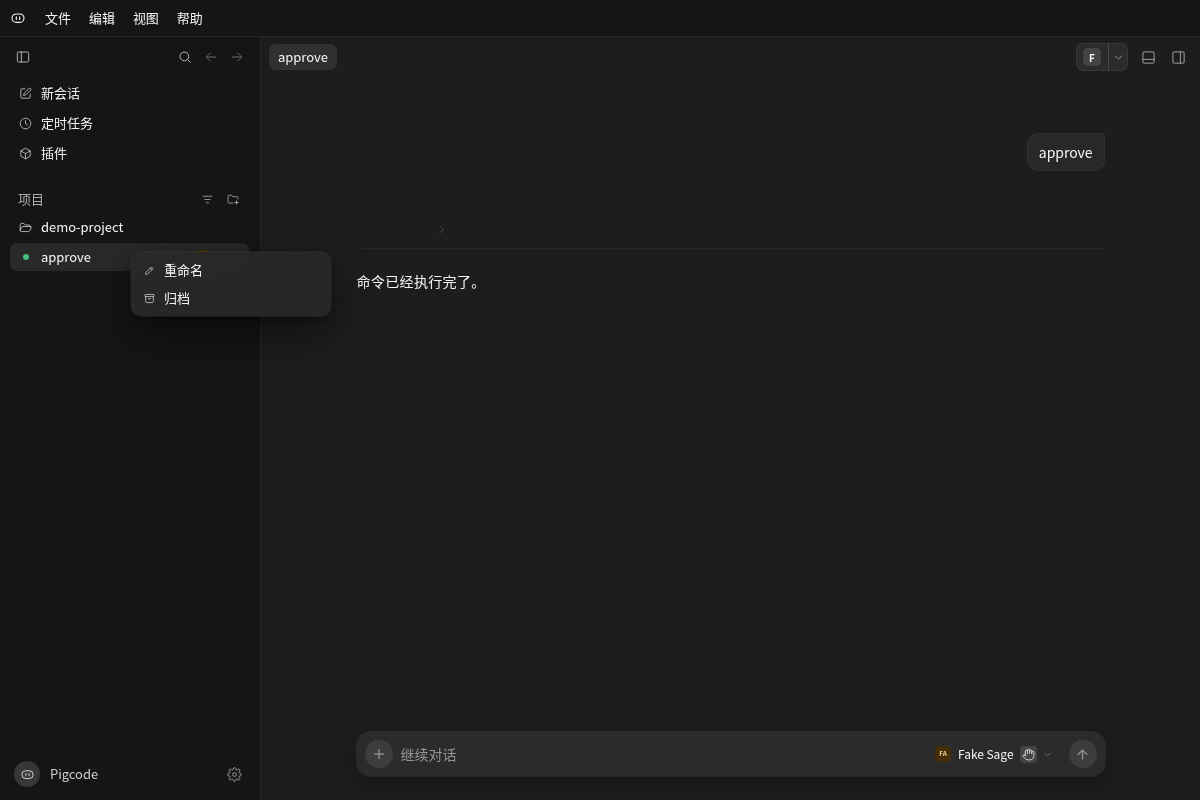 文件 编辑 视图 帮助
approve
F
新会话
定时任务
插件
项目
demo-project
approve
重命名
归档
approve
命令已经执行完了。
继续对话
FA Fake Sage
Pigcode